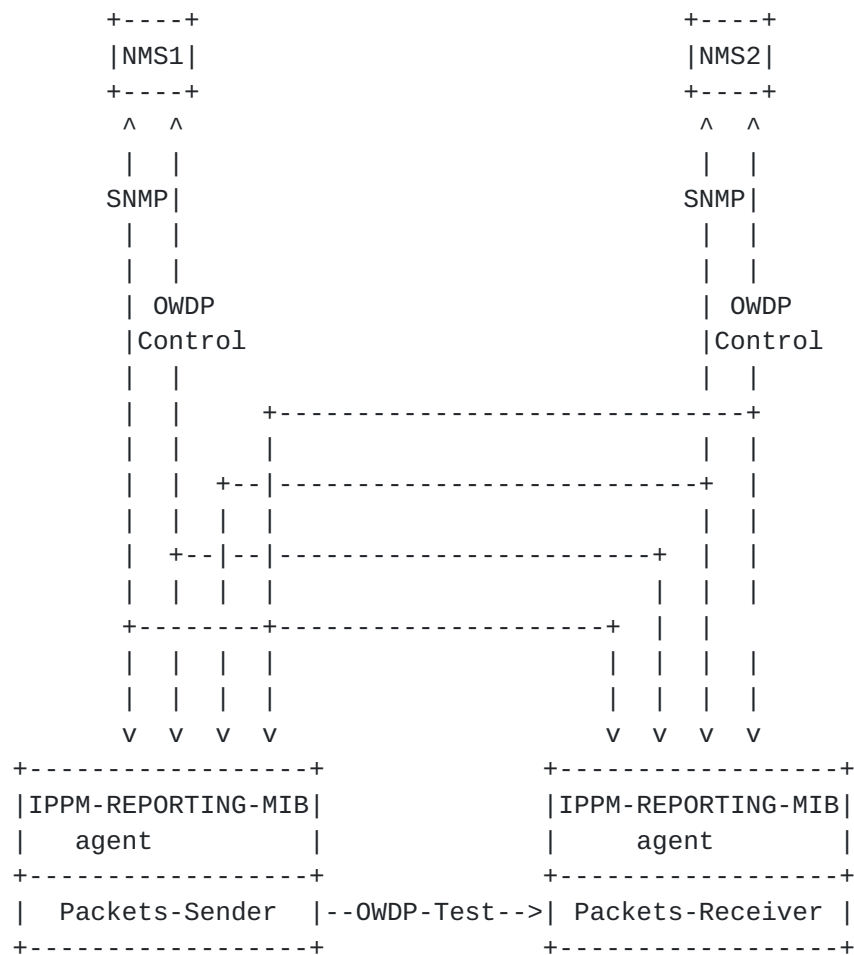 NMS1 NMS2
SNMP SNMP
OWDP OWDP
Control Control
IPPM-REPORTING-MIB IPPM-REPORTING-MIB
agent agent
Packets-Sender --OWDP-Test--> Packets-Receiver